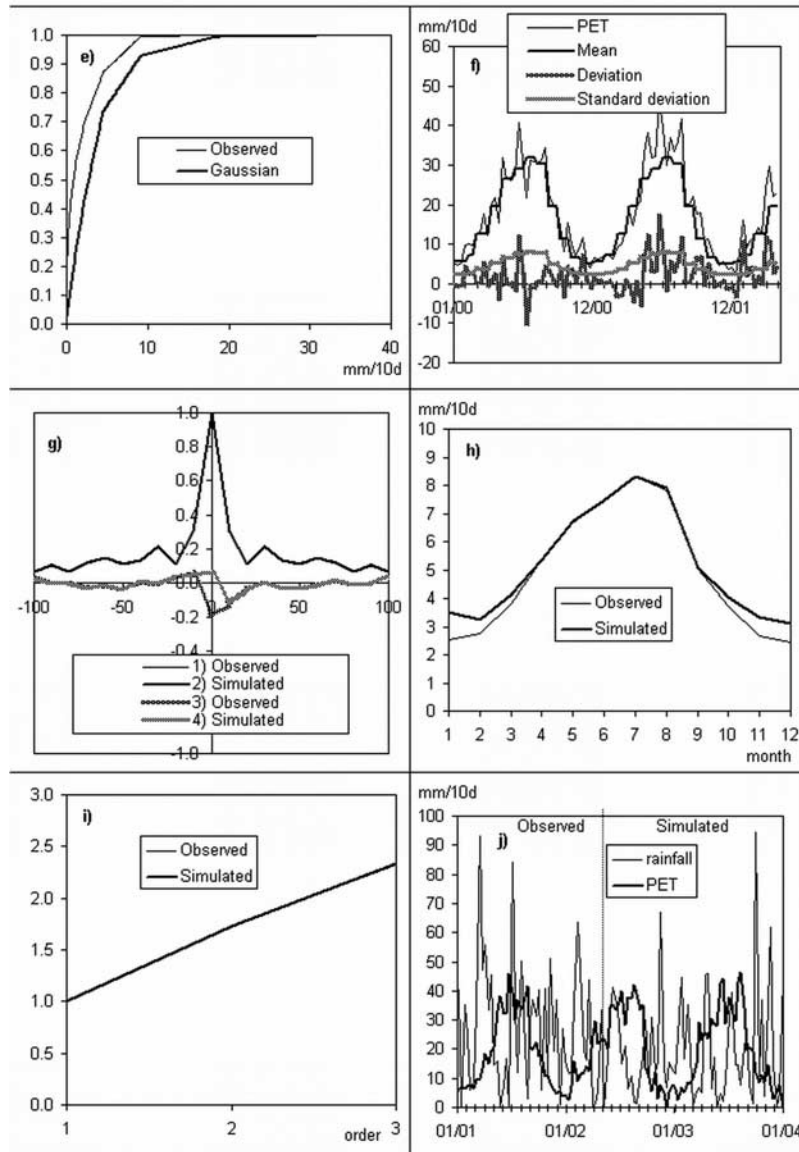 e)
1.0
0.9
0.8
0.7
0.6
0.5
0.4
0.3
0.2
0.1
0.0
Observed
Gaussian
0 10 20 30 40
mm/10d
mm/10d
f)
PET
Mean
Deviation
Standard deviation
60
50
40
30
20
10
0
-10
-20
01/00 12/00 12/01
g)
1.0
0.8
0.6
0.4
0.2
0.0
-0.2
-0.4
-1.0
-100 -50 0 50 100
1) Observed
2) Simulated
3) Observed
4) Simulated
mm/10d
h)
10
9
8
7
6
5
4
3
2
1
0
Observed
Simulated
1 2 3 4 5 6 7 8 9 10 11 12
month
i)
3.0
2.5
2.0
1.5
1.0
0.5
0.0
Observed
Simulated
1 2 3
order
mm/10d
j)
Observed Simulated
rainfall
PET
100
90
80
70
60
50
40
30
20
10
0
01/01 01/02 01/03 01/04